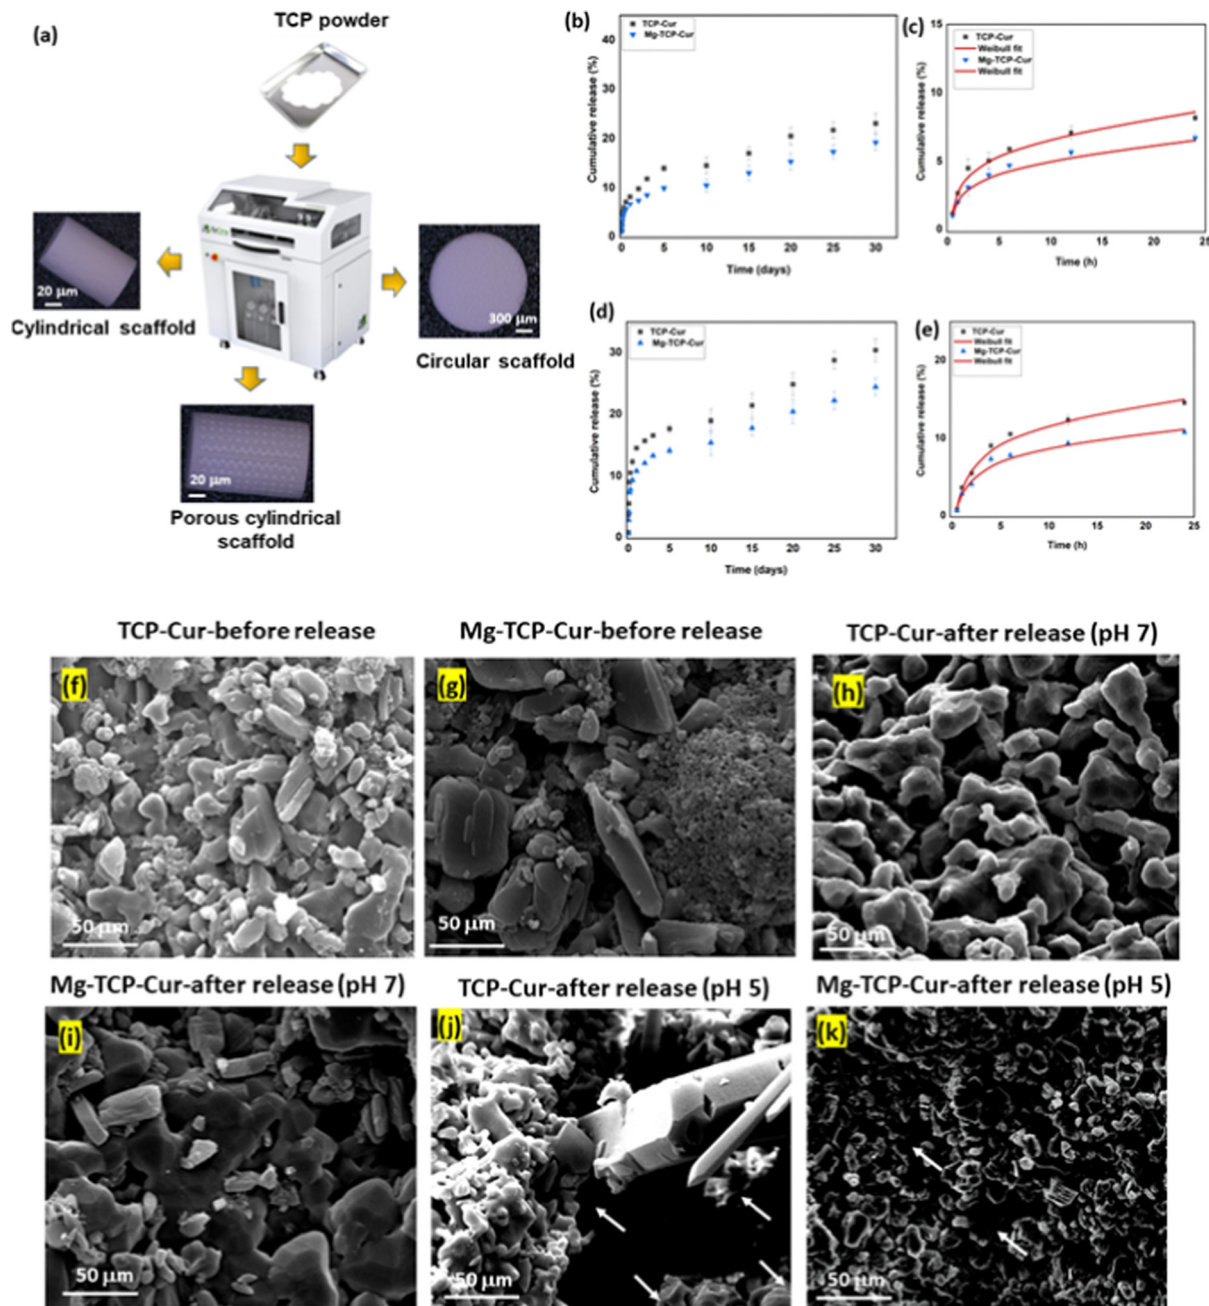 (a)
TCP powder
20 μm
Cylindrical scaffold
300 μm
Circular scaffold
20 μm
Porous cylindrical
scaffold
(b)
TCP-Cur
Mg-TCP-Cur
Cumulative release (%)
40
30
20
10
0
0 5 10 15 20 25 30
Time (days)
(c)
TCP-Cur
Weibull fit
Mg-TCP-Cur
Weibull fit
Cumulative release (%)
15
10
5
0
0 5 10 15 20 25
Time (h)
(d)
TCP-Cur
Mg-TCP-Cur
Cumulative release (%)
30
20
10
0
0 5 10 15 20 25 30
Time (days)
(e)
TCP-Cur
Weibull fit
Mg-TCP-Cur
Weibull fit
Cumulative release (%)
20
10
0
0 5 10 15 20 25
Time (h)
TCP-Cur-before release
(f)
50 μm
Mg-TCP-Cur-before release
(g)
50 μm
TCP-Cur-after release (pH 7)
(h)
50 μm
Mg-TCP-Cur-after release (pH 7)
(i)
50 μm
TCP-Cur-after release (pH 5)
(j)
50 μm
Mg-TCP-Cur-after release (pH 5)
(k)
50 μm